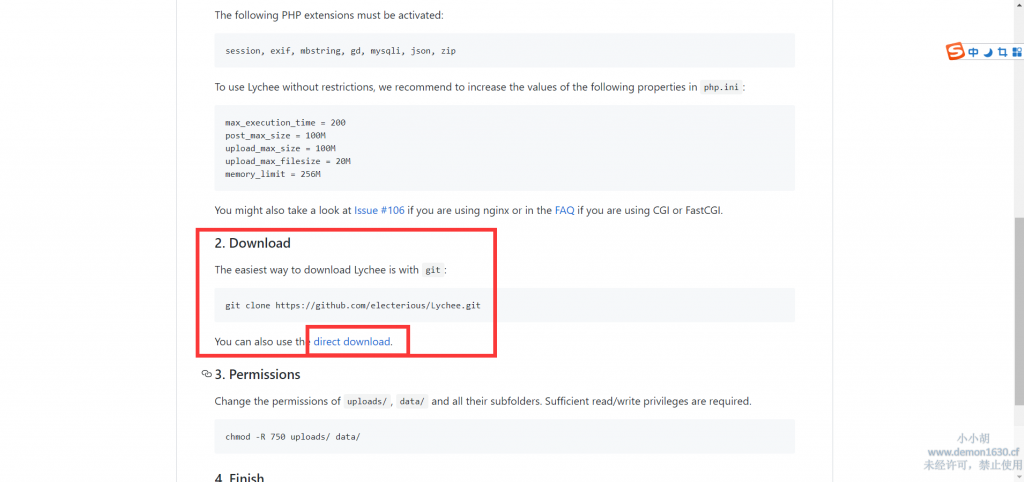 The following PHP extensions must be activated:
session, exif, mbstring, gd, mysqli, json, zip
To use Lychee without restrictions, we recommend to increase the values of the following properties in php.ini :
max_execution_time = 200
post_max_size = 100M
upload_max_size = 100M
upload_max_filesize = 20M
memory_limit = 256M
You might also take a look at Issue #106 if you are using nginx or in the FAQ if you are using CGI or FastCGI.
2. Download
The easiest way to download Lychee is with git :
git clone https://github.com/electerious/Lychee.git
You can also use the direct download.
3. Permissions
Change the permissions of uploads/ , data/ and all their subfolders. Sufficient read/write privileges are required.
chmod -R 750 uploads/ data/
4. Finish
S 中
小小胡
www.demon1630.cf
未经许可，禁止使用